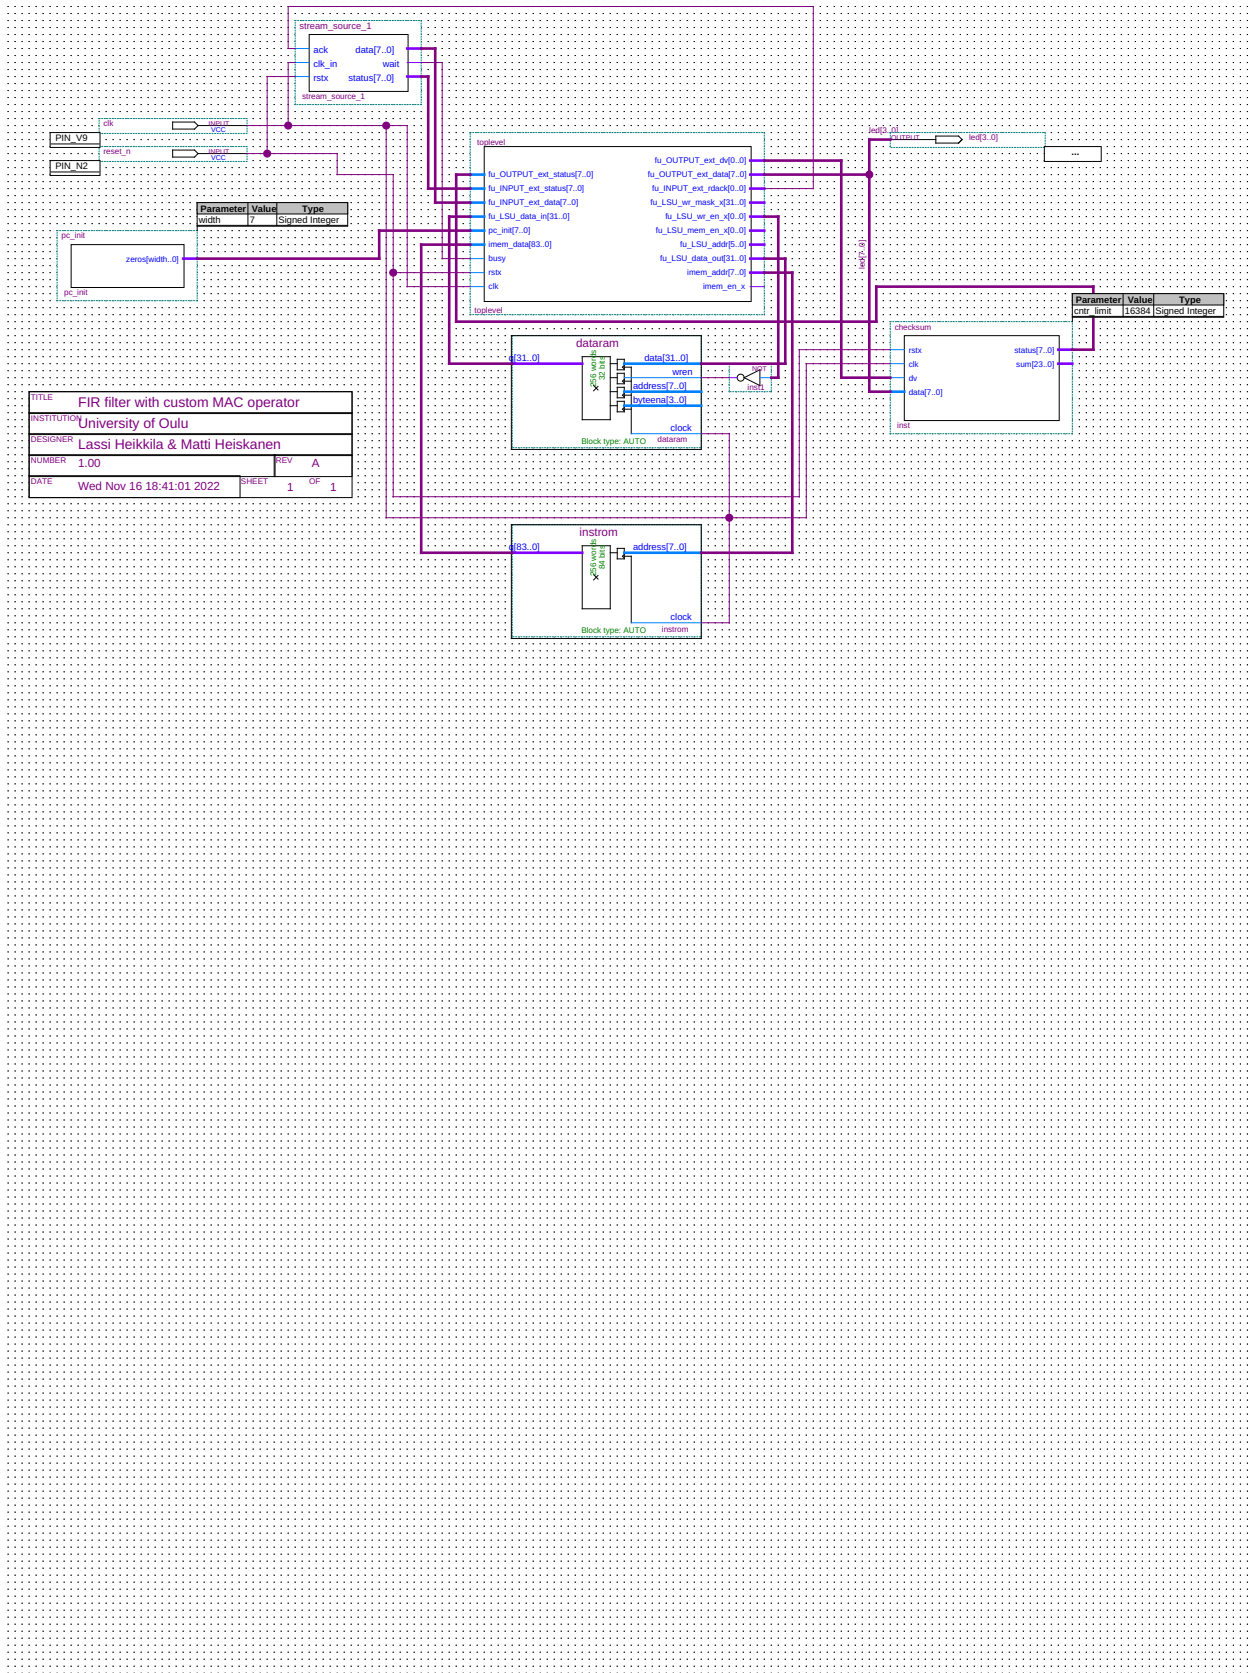 stream_source_1
ack
data[7..0]
clk_in
wait
rstx
status[7..0]
stream_source_1
clk
INPUT
VCC
PIN_V9
reset_n
INPUT
VCC
PIN_N2
Parameter Value Type
width 7 Signed Integer
pc_init
zeros[width..0]
pc_init
toplevel
fu_OUTPUT_ext_dv[0..0]
fu_OUTPUT_ext_status[7..0]
fu_OUTPUT_ext_data[7..0]
fu_INPUT_ext_status[7..0]
fu_INPUT_ext_rdack[0..0]
fu_INPUT_ext_data[7..0]
fu_LSU_wr_mask_x[31..0]
fu_LSU_data_in[31..0]
fu_LSU_wr_en_x[0..0]
pc_init[7..0]
fu_LSU_mem_en_x[0..0]
imem_data[83..0]
fu_LSU_addr[5..0]
busy
fu_LSU_data_out[31..0]
rstx
imem_addr[7..0]
clk
imem_en_x
toplevel
led[3..0]
OUTPUT
led[3..0]
...
led[7..0]
Parameter Value Type
cntr_limit 16384 Signed Integer
checksum
rstx
status[7..0]
clk
sum[23..0]
dv
data[7..0]
inst
dataram
q[31..0]
256 words
32 bits
data[31..0]
wren
address[7..0]
byteena[3..0]
clock
Block type: AUTO
dataram
NOT
inst1
TITLE FIR filter with custom MAC operator
INSTITUTION University of Oulu
DESIGNER Lassi Heikkila & Matti Heiskanen
NUMBER 1.00 REV A
DATE Wed Nov 16 18:41:01 2022 SHEET 1 OF 1
instrom
q[83..0]
256 words
84 bits
address[7..0]
clock
Block type: AUTO
instrom